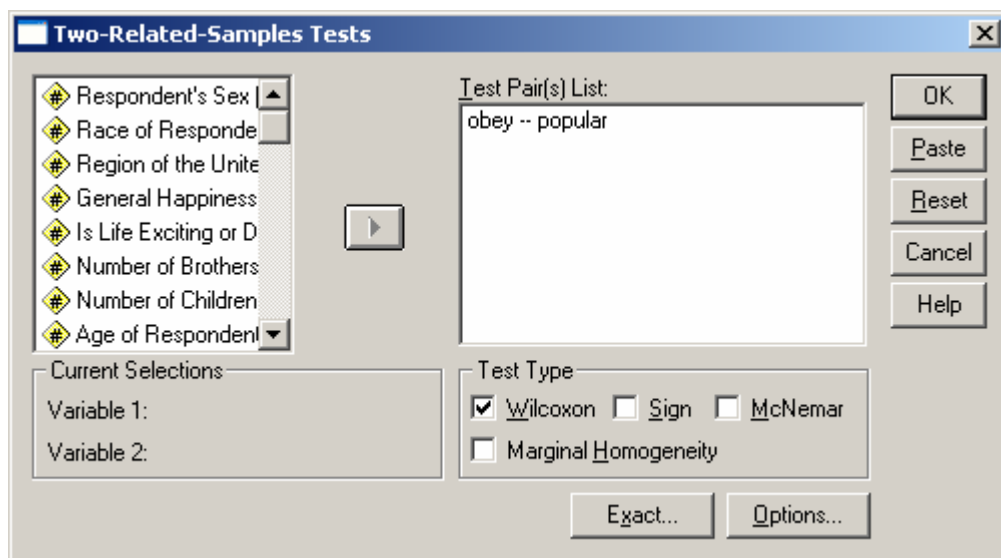 Two-Related-Samples Tests
Respondent's Sex [
Race of Responde
Region of the Unite
General Happiness
Is Life Exciting or D
Number of Brothers
Number of Children
Age of Respondent
Test Pair(s) List:
obey -- popular
OK
Paste
Reset
Cancel
Help
Current Selections
Variable 1:
Variable 2:
Test Type
Wilcoxon Sign McNemar
Marginal Homogeneity
Exact... Options...